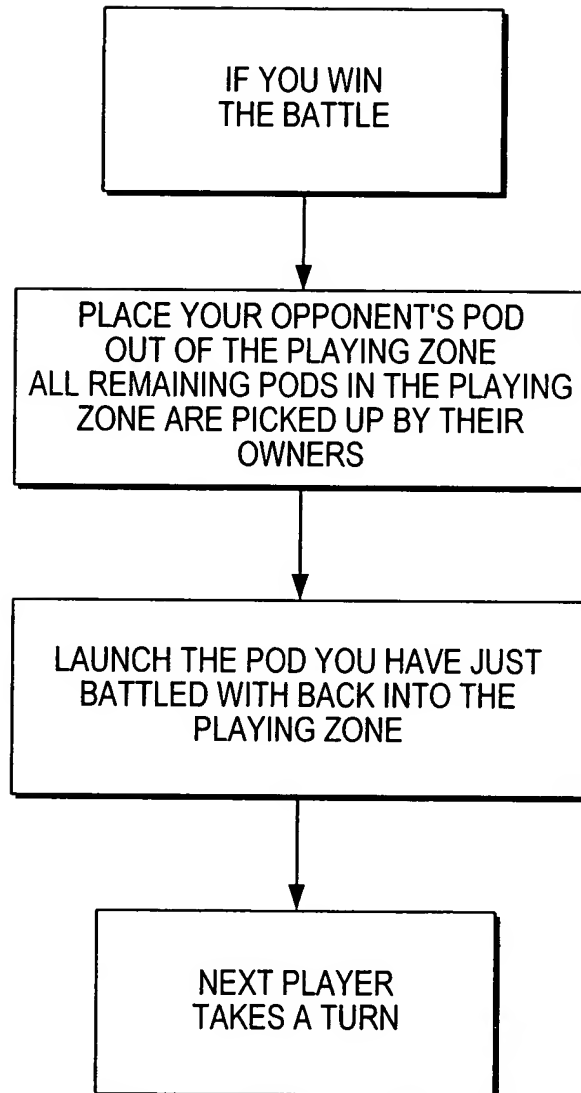 IF YOU WIN
THE BATTLE
PLACE YOUR OPPONENT'S POD
OUT OF THE PLAYING ZONE
ALL REMAINING PODS IN THE PLAYING
ZONE ARE PICKED UP BY THEIR
OWNERS
LAUNCH THE POD YOU HAVE JUST
BATTLED WITH BACK INTO THE
PLAYING ZONE
NEXT PLAYER
TAKES A TURN